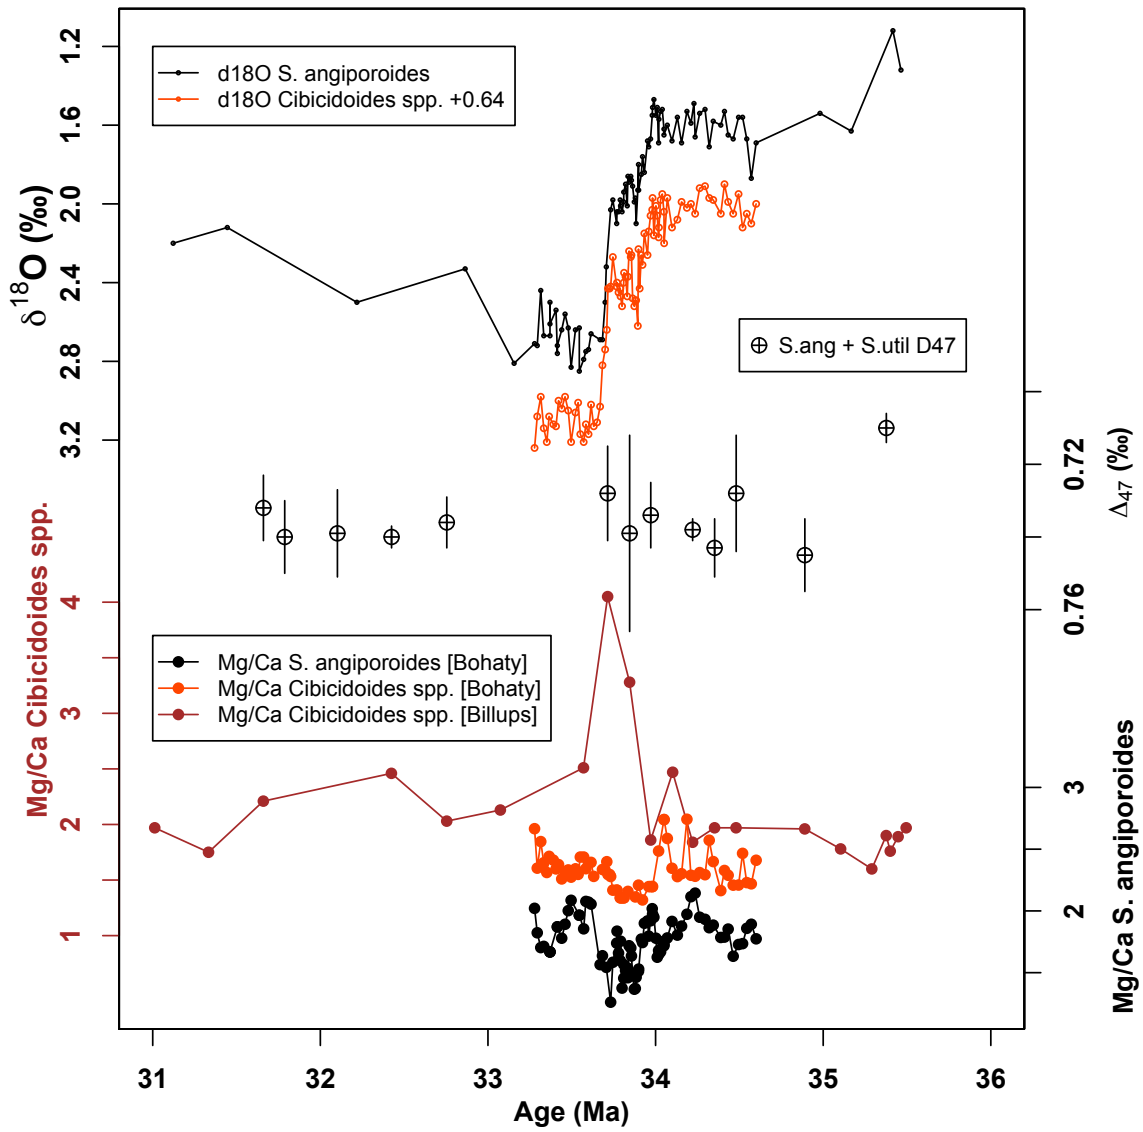 1.2
1.6
2.0
2.4
2.8
3.2
δ18O (‰)
d18O S. angiporoides
d18O Cibicidoides spp. +0.64
S.ang + S.util D47
0.72
0.76
Δ47 (‰)
4
3
2
1
Mg/Ca Cibicidoides spp.
Mg/Ca S. angiporoides [Bohaty]
Mg/Ca Cibicidoides spp. [Bohaty]
Mg/Ca Cibicidoides spp. [Billups]
3
2
Mg/Ca S. angiporoides
31 32 33 34 35 36
Age (Ma)